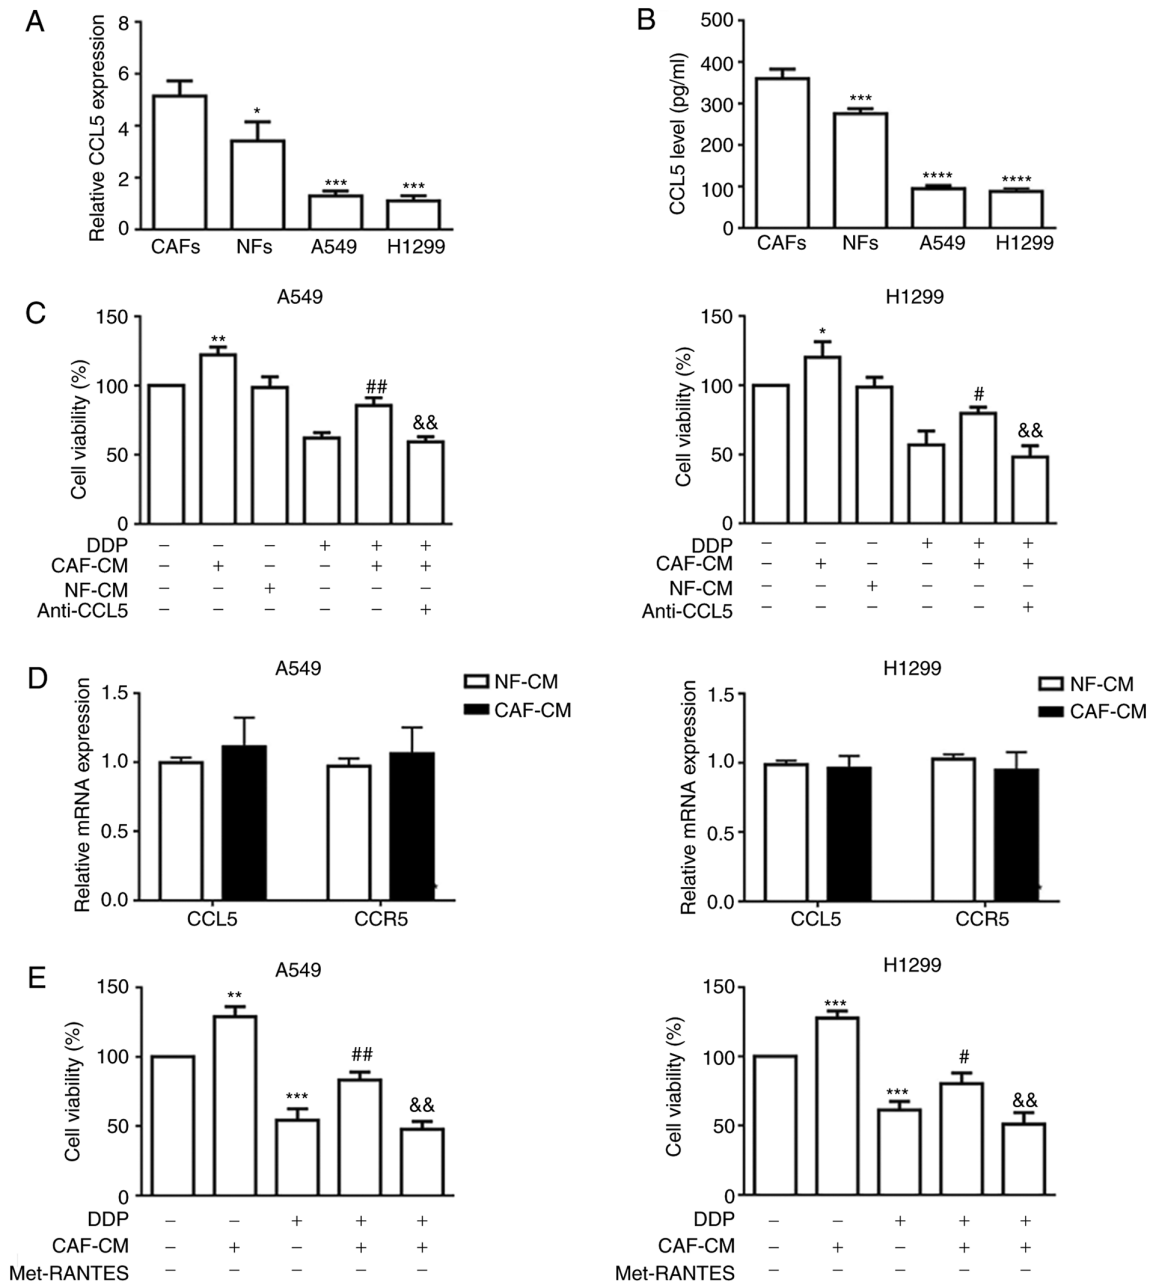 A
Relative CCL5 expression
8
6
4
2
0
*
***
***
CAFs NFs A549 H1299
B
CCL5 level (pg/ml)
500
400
300
200
100
0
***
****
****
CAFs NFs A549 H1299
C
A549
Cell viability (%)
150
100
50
0
**
##
&&
DDP – – – + + +
CAF-CM – + – – + +
NF-CM – – + – – –
Anti-CCL5 – – – – – +
H1299
Cell viability (%)
150
100
50
0
*
#
&&
DDP – – – + + +
CAF-CM – + – – + +
NF-CM – – + – – –
Anti-CCL5 – – – – – +
D
A549
Relative mRNA expression
1.5
1.0
0.5
0.0
CCL5 CCR5
NF-CM
CAF-CM
H1299
Relative mRNA expression
1.5
1.0
0.5
0.0
CCL5 CCR5
NF-CM
CAF-CM
E
A549
Cell viability (%)
150
100
50
0
**
***
##
&&
DDP – – + + +
CAF-CM – + – + +
Met-RANTES – – – – –
H1299
Cell viability (%)
150
100
50
0
***
***
#
&&
DDP – – + + +
CAF-CM – + – + +
Met-RANTES – – – – –